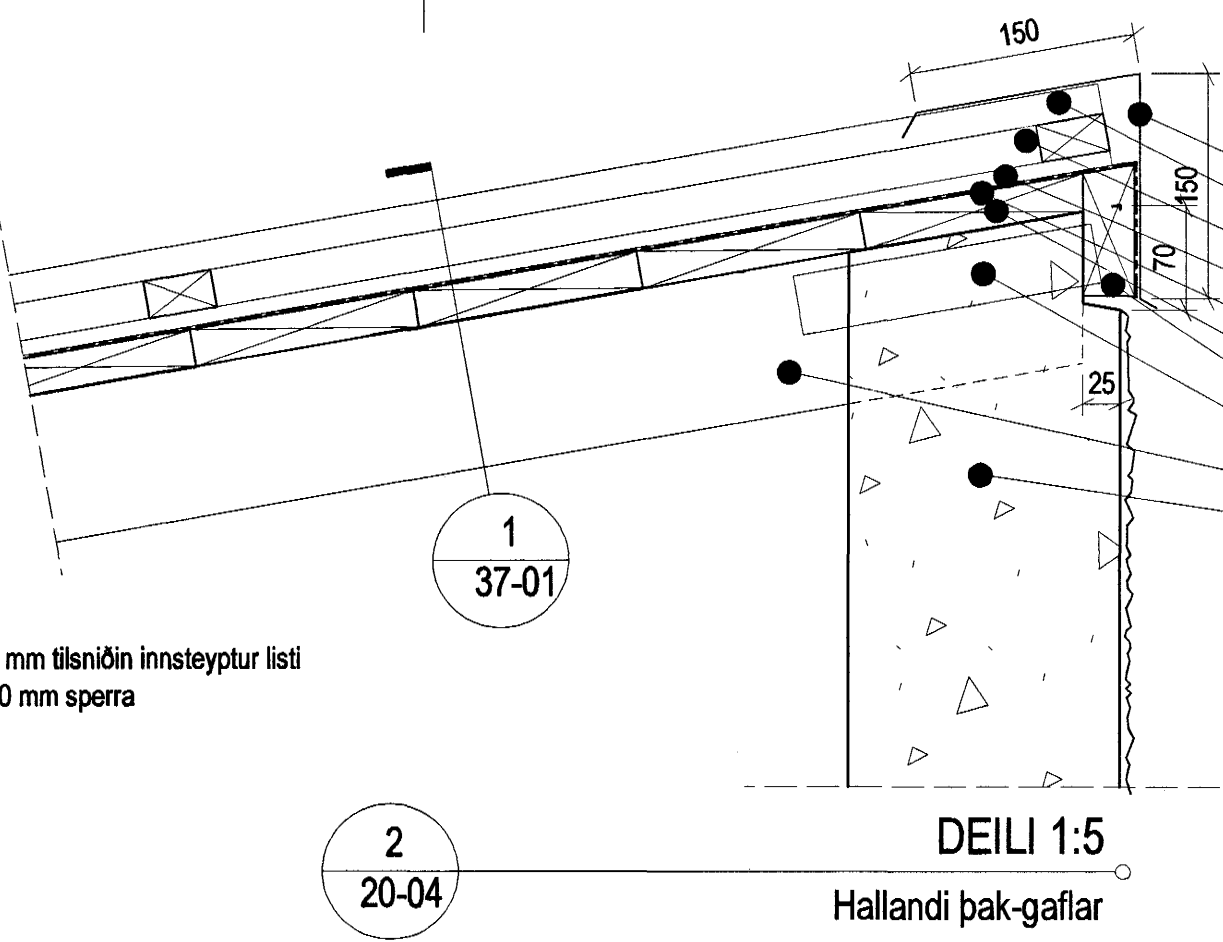 150
150
70
25
1
37-01
mm tilsniðin innsteyptur listi
0 mm sperra
2
20-04
DEILI 1:5
Hallandi þak-gaflar